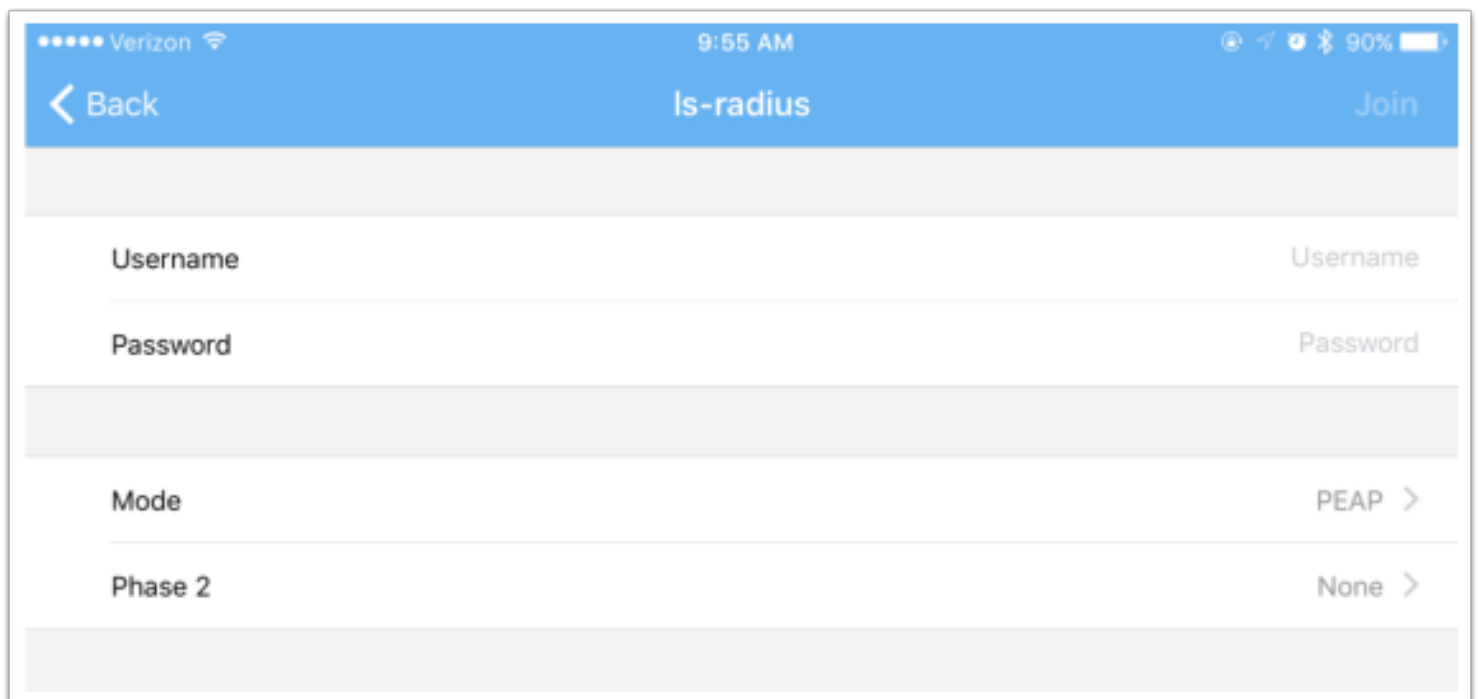 Verizon 9:55 AM 90%
Back ls-radius Join
Username Username
Password Password
Mode PEAP
Phase 2 None